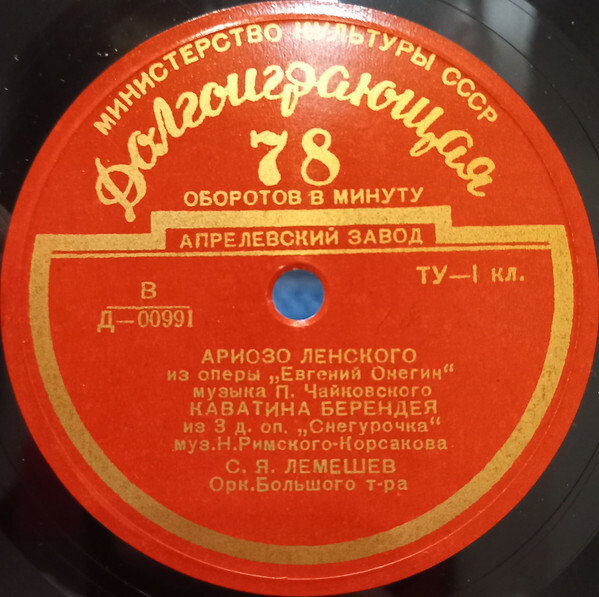 МИНИСТЕРСТВО КУЛЬТУРЫ СССР
Долгоиграющая
78
ОБОРОТОВ В МИНУТУ
АПРЕЛЕВСКИЙ ЗАВОД
ТУ—I кл.
В
Д—00991
АРИОЗО ЛЕНСКОГО
из оперы „Евгений Онегин“
музыка П. Чайковского
КАВАТИНА БЕРЕНДЕЯ
из 3 д. оп. „Снегурочка“
муз.Н.Римского-Корсакова
С. Я. ЛЕМЕШЕВ
Орк.Большого т-ра